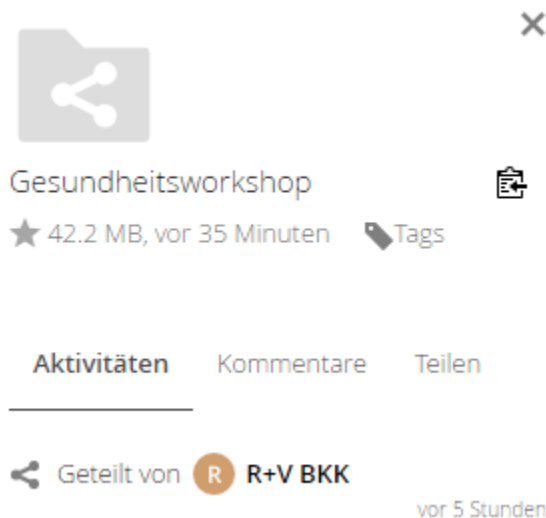 Gesundheitsworkshop
42.2 MB, vor 35 Minuten Tags
Aktivitäten Kommentare Teilen
Geteilt von R R+V BKK
vor 5 Stunden